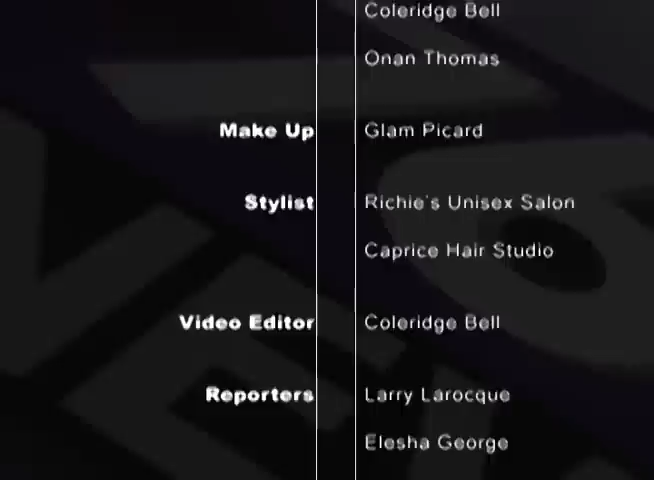 Coleridge Bell
Onan Thomas
Make Up Glam Picard
Stylist Richie's Unisex Salon
Caprice Hair Studio
Video Editor Coleridge Bell
Reporters Larry Larocque
Elesha George